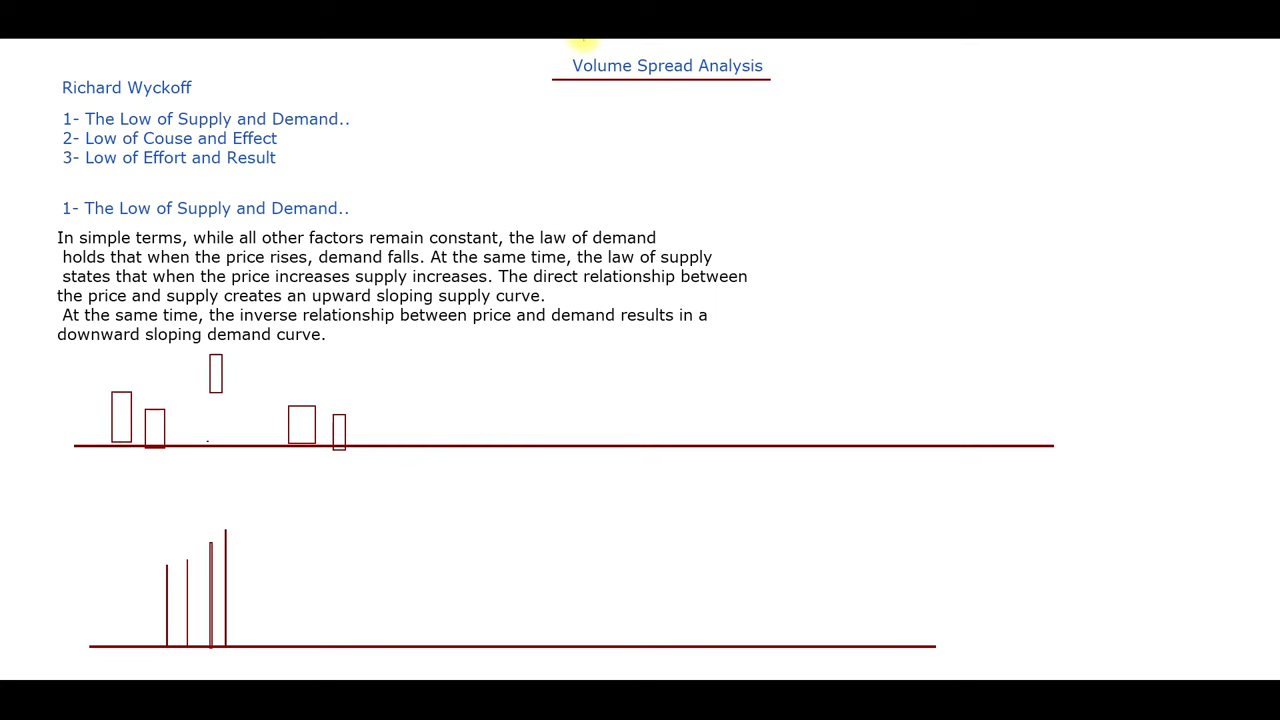 Volume Spread Analysis
Richard Wyckoff
1- The Low of Supply and Demand..
2- Low of Couse and Effect
3- Low of Effort and Result
1- The Low of Supply and Demand..
In simple terms, while all other factors remain constant, the law of demand
holds that when the price rises, demand falls. At the same time, the law of supply
states that when the price increases supply increases. The direct relationship between
the price and supply creates an upward sloping supply curve.
At the same time, the inverse relationship between price and demand results in a
downward sloping demand curve.